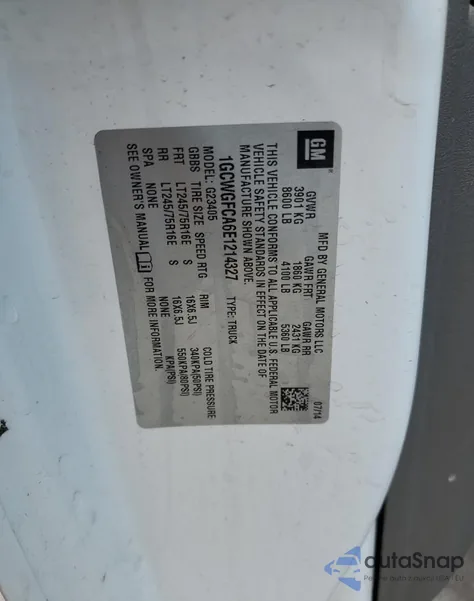 GM
MFD BY GENERAL MOTORS LLC
07/14
GVWR GAWR FRT GAWR RR
3901 KG 1860 KG 2431 KG
8600 LB 4100 LB 5360 LB
THIS VEHICLE CONFORMS TO ALL APPLICABLE U.S. FEDERAL MOTOR
VEHICLE SAFETY STANDARDS IN EFFECT ON THE DATE OF
MANUFACTURE SHOWN ABOVE.
1GCWGFCA6E1214327 TYPE: TRUCK
MODEL: G23405
GBBS TIRE SIZE SPEED RTG RIM COLD TIRE PRESSURE
FRT LT245/75R16E S 16X6.5J 340KPA(50PSI)
RR LT245/75R16E S 16X6.5J 550KPA(80PSI)
SPA NONE NONE KPA(PSI)
SEE OWNER'S MANUAL FOR MORE INFORMATION.
autaSnap